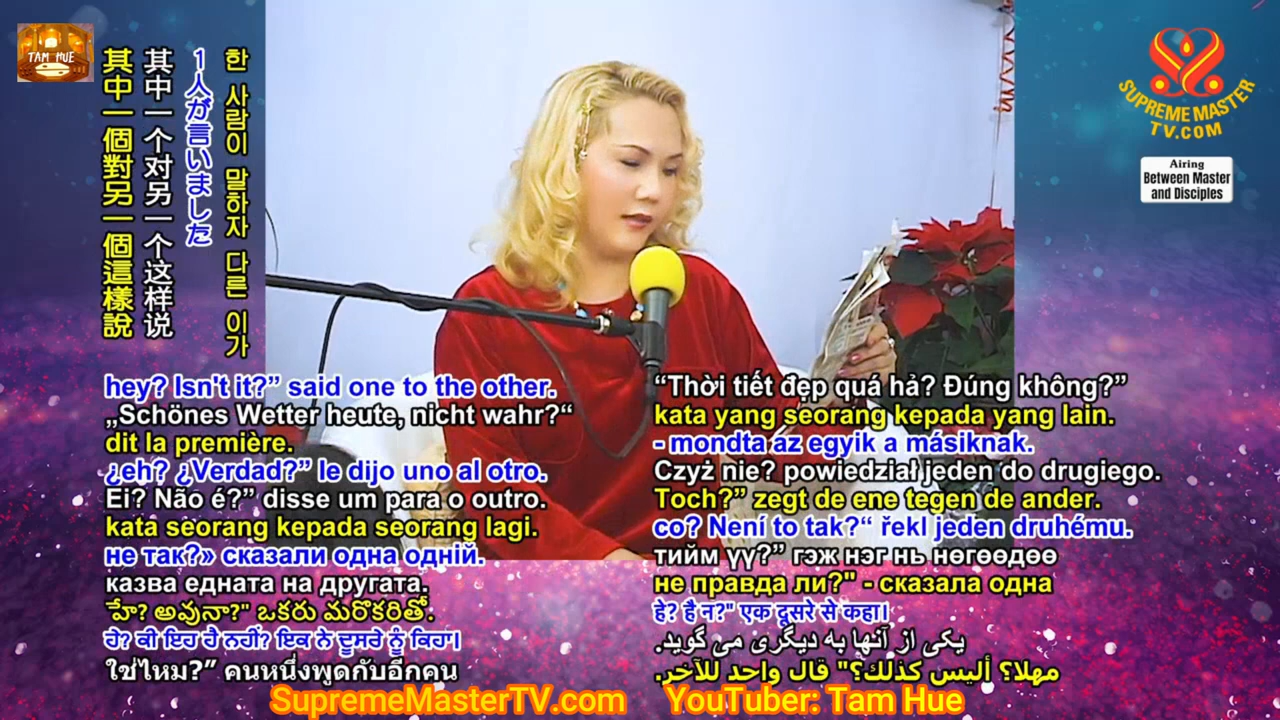 TAM HUE
SUPREME MASTER
TV.COM
Airing
Between Master
and Disciples
其中一個對另一個這樣說
其中一个对另一个这样说
1人が言いました
한 사람이 말하자 다른 이가
hey? Isn't it?” said one to the other.
„Schönes Wetter heute, nicht wahr?“
dit la première.
¿eh? ¿Verdad?” le dijo uno al otro.
Ei? Não é?” disse um para o outro.
kata seorang kepada seorang lagi.
не так?» сказали одна одній.
казва едната на другата.
హే? అవునా?" ఒకరు మరొకరితో.
ਹੇ? ਕੀ ਇਹ ਹੈ ਨਹੀਂ? ਇਕ ਨੇ ਦੂਸਰੇ ਨੂੰ ਕਿਹਾ।
ใช่ไหม?” คนหนึ่งพูดกับอีกคน
“Thời tiết đẹp quá hả? Đúng không?”
kata yang seorang kepada yang lain.
- mondta az egyik a másiknak.
Czyż nie? powiedział jeden do drugiego.
Toch?” zegt de ene tegen de ander.
co? Není to tak?“ řekl jeden druhému.
тийм үү?” гэж нэг нь нөгөөдөө
не правда ли?" - сказала одна
हे? है न?" एक दूसरे से कहा।
یکی از آنها به دیگری می گوید.
مهلا؟ أليس كذلك؟" قال واحد للآخر.
SupremeMasterTV.com YouTuber: Tam Hue